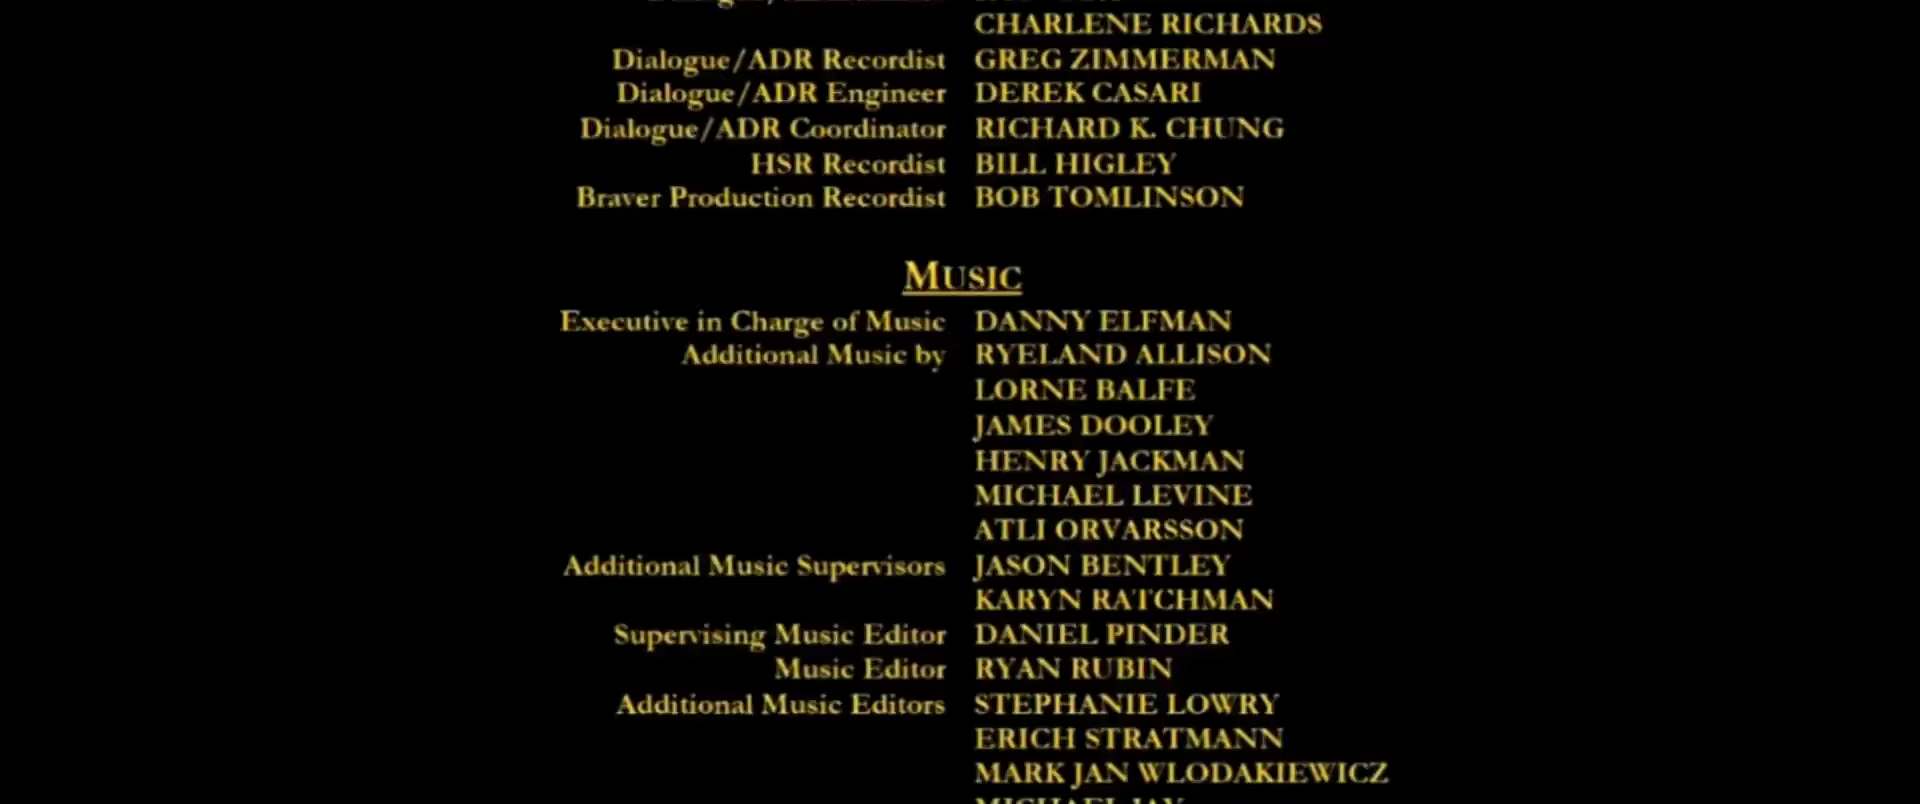 CHARLENE RICHARDS
Dialogue/ADR Recordist GREG ZIMMERMAN
Dialogue/ADR Engineer DEREK CASARI
Dialogue/ADR Coordinator RICHARD K. CHUNG
HSR Recordist BILL HIGLEY
Braver Production Recordist BOB TOMLINSON
MUSIC
Executive in Charge of Music DANNY ELFMAN
Additional Music by RYELAND ALLISON
LORNE BALFE
JAMES DOOLEY
HENRY JACKMAN
MICHAEL LEVINE
ATLI ORVARSSON
Additional Music Supervisors JASON BENTLEY
KARYN RATCHMAN
Supervising Music Editor DANIEL PINDER
Music Editor RYAN RUBIN
Additional Music Editors STEPHANIE LOWRY
ERICH STRATMANN
MARK JAN WLODAKIEWICZ
MICHAEL JAY